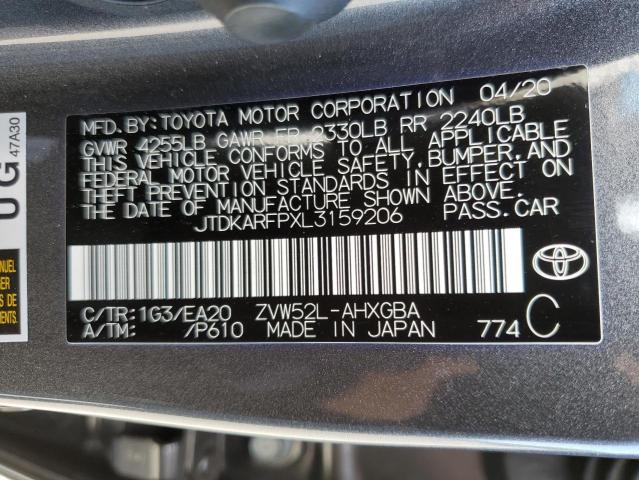 MFD.BY:TOYOTA MOTOR CORPORATION 04/20
GVWR 4255LB GAWR FR 2330LB RR 2240LB
THIS VEHICLE CONFORMS TO ALL APPLICABLE
FEDERAL MOTOR VEHICLE SAFETY, BUMPER, AND
THEFT PREVENTION STANDARDS IN EFFECT ON
THE DATE OF MANUFACTURE SHOWN ABOVE.
JTDKARFPXL3159206 PASS.CAR
C/TR:1G3/EA20 ZVW52L-AHXGBA
A/TM: /P610 MADE IN JAPAN 774 C
UG
47A30